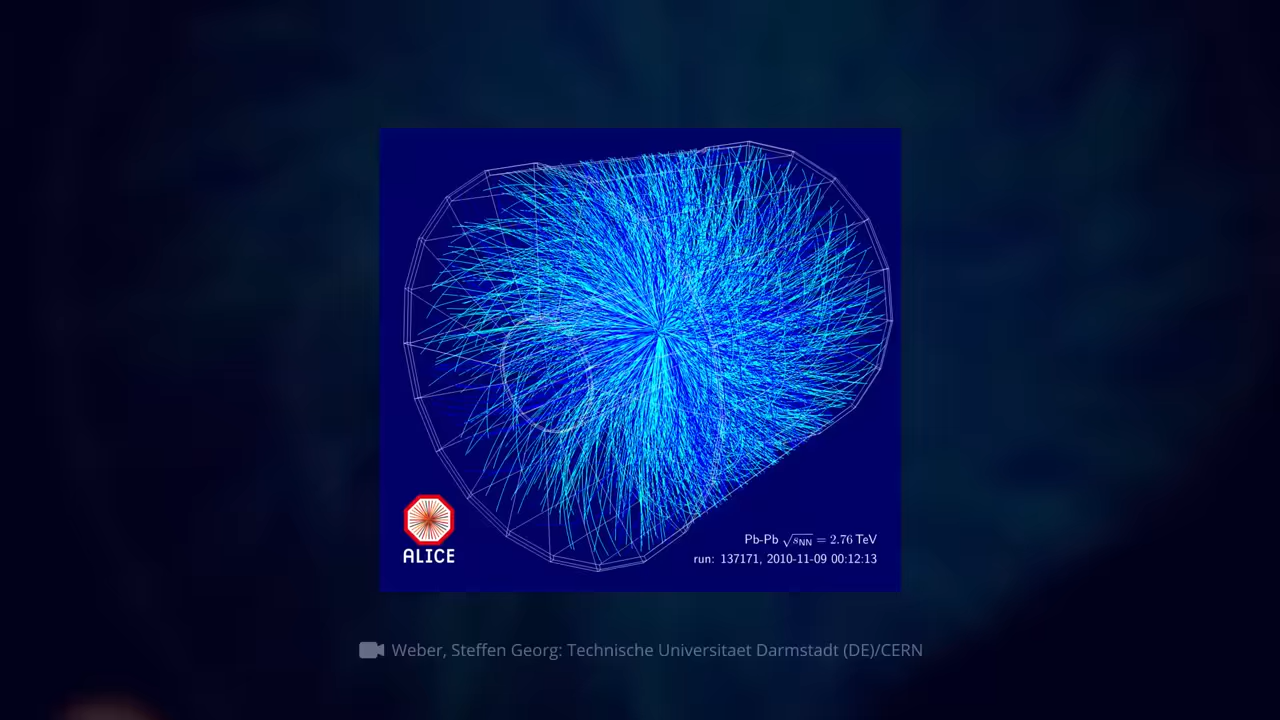 ALICE
Pb-Pb √sNN = 2.76 TeV
run: 137171, 2010-11-09 00:12:13
Weber, Steffen Georg: Technische Universitaet Darmstadt (DE)/CERN